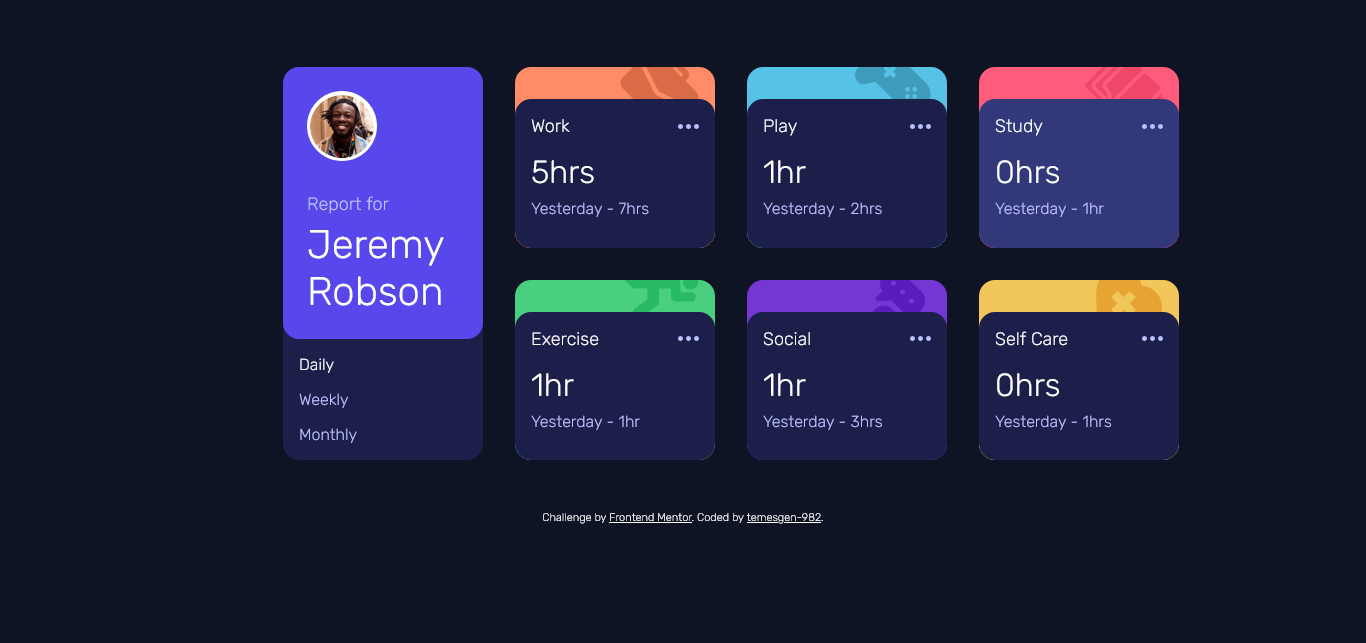 Report for
Jeremy
Robson
Daily
Weekly
Monthly
Work
5hrs
Yesterday - 7hrs
Play
1hr
Yesterday - 2hrs
Study
0hrs
Yesterday - 1hr
Exercise
1hr
Yesterday - 1hr
Social
1hr
Yesterday - 3hrs
Self Care
0hrs
Yesterday - 1hrs
Challenge by Frontend Mentor. Coded by temesgen-982.